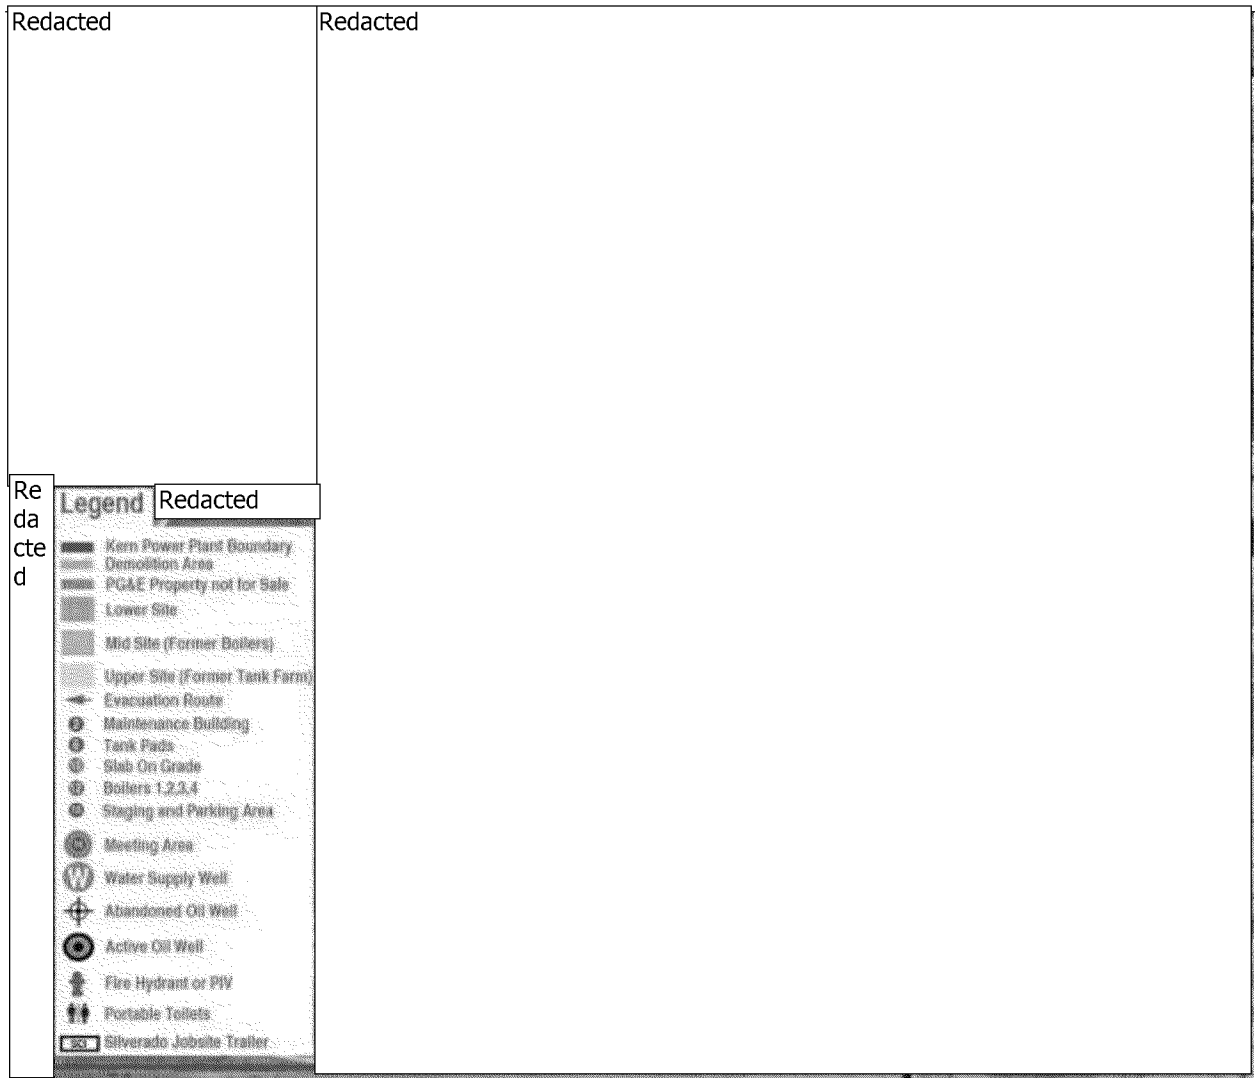 Redacted
Redacted
Re
da
cte
d
Legend
Redacted
Kern Power Plant Boundary
Demolition Area
PG&E Property not for Sale
Lower Site
Mid Site (Former Boilers)
Upper Site (Former Tank Farm)
Evacuation Route
Maintenance Building
Tank Pads
Slab On Grade
Boilers 1,2,3,4
Staging and Parking Area
Meeting Area
W Water Supply Well
Abandoned Oil Well
Active Oil Well
Fire Hydrant or PIV
Portable Toilets
SCI Silverado Jobsite Trailer